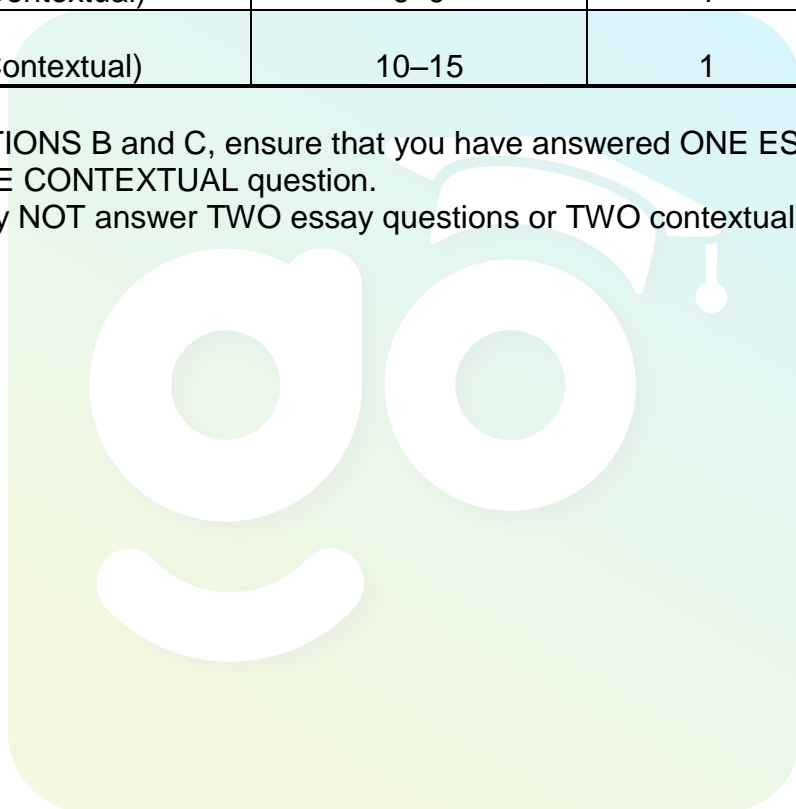 Contextual) 10–15 1
TIONS B and C, ensure that you have answered ONE ES
E CONTEXTUAL question.
y NOT answer TWO essay questions or TWO contextual
go